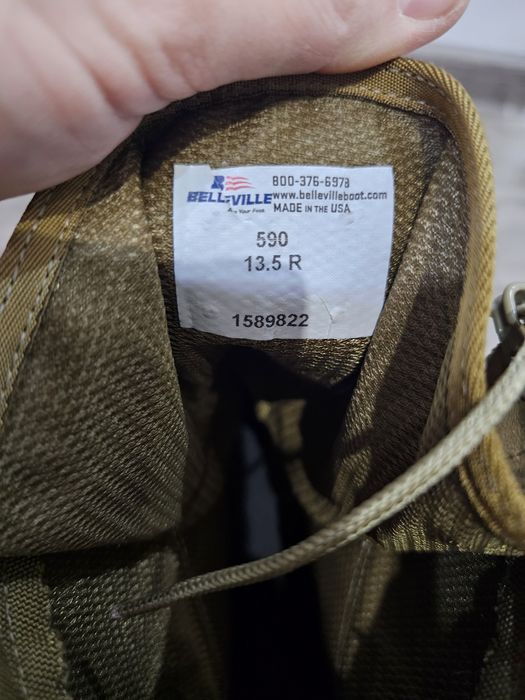 800-376-6978
BELLEVILLE www.bellevilleboot.com
MADE IN THE USA
590
13.5 R
1589822